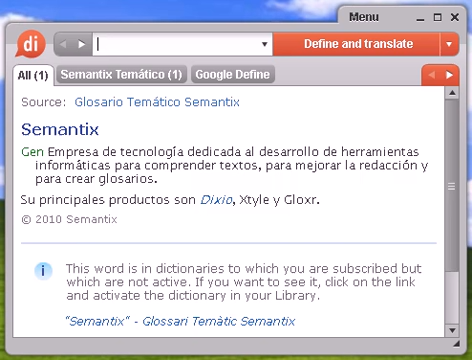 Menu
di
Define and translate
All (1) Semantix Temático (1) Google Define
Source: Glosario Temático Semantix
Semantix
Gen Empresa de tecnología dedicada al desarrollo de herramientas
informáticas para comprender textos, para mejorar la redacción y
para crear glosarios.
Su principales productos son Dixio, Xtyle y Gloxr.
© 2010 Semantix
i
This word is in dictionaries to which you are subscribed but
which are not active. If you want to see it, click on the link
and activate the dictionary in your Library.
"Semantix" - Glossari Temàtic Semantix